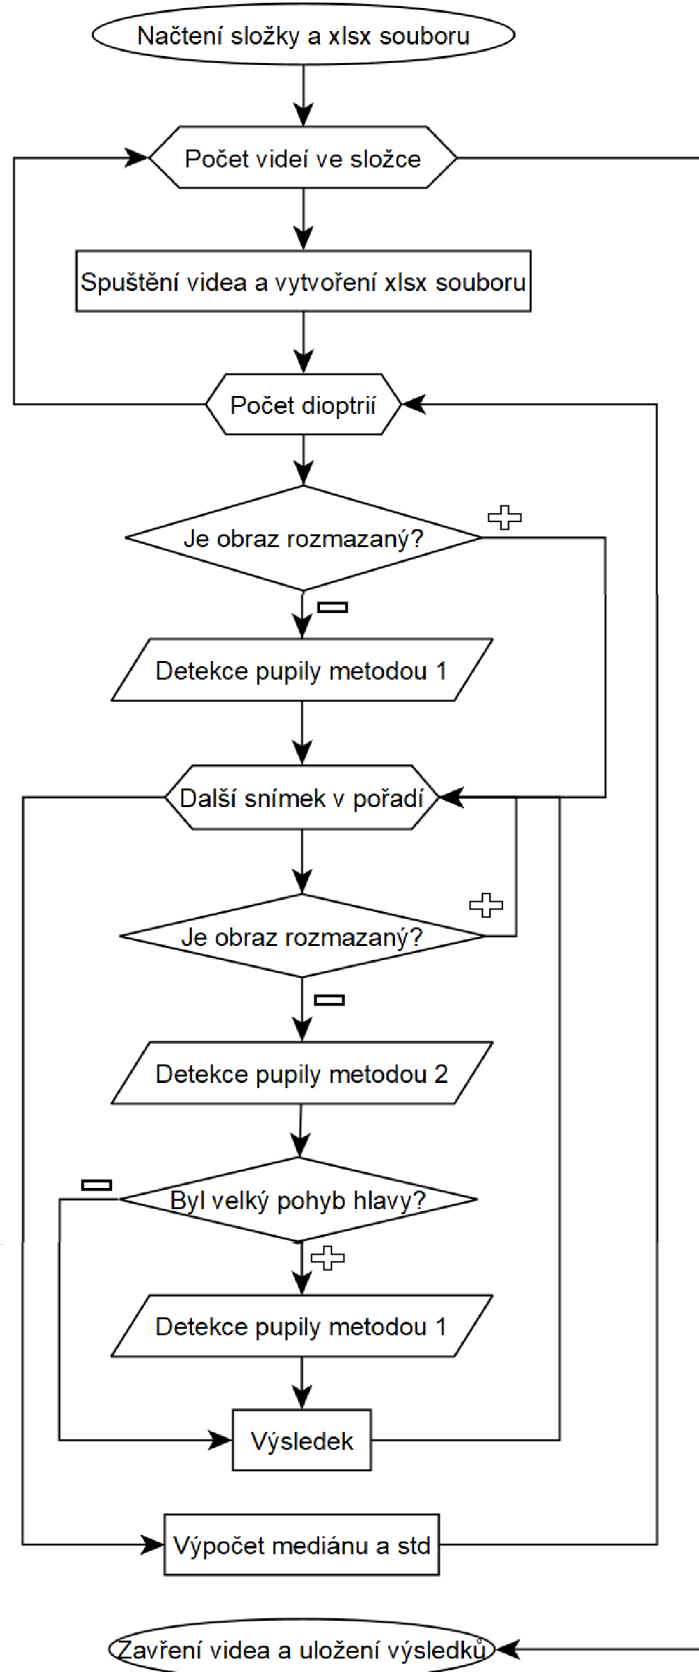 Načtení složky a xlsx souboru
Počet videí ve složce
Spuštění videa a vytvoření xlsx souboru
Počet dioptrií
Je obraz rozmazaný?
Detekce pupily metodou 1
Další snímek v pořadí
Je obraz rozmazaný?
Detekce pupily metodou 2
Byl velký pohyb hlavy?
Detekce pupily metodou 1
Výsledek
Výpočet mediánu a std
Zavření videa a uložení výsledků